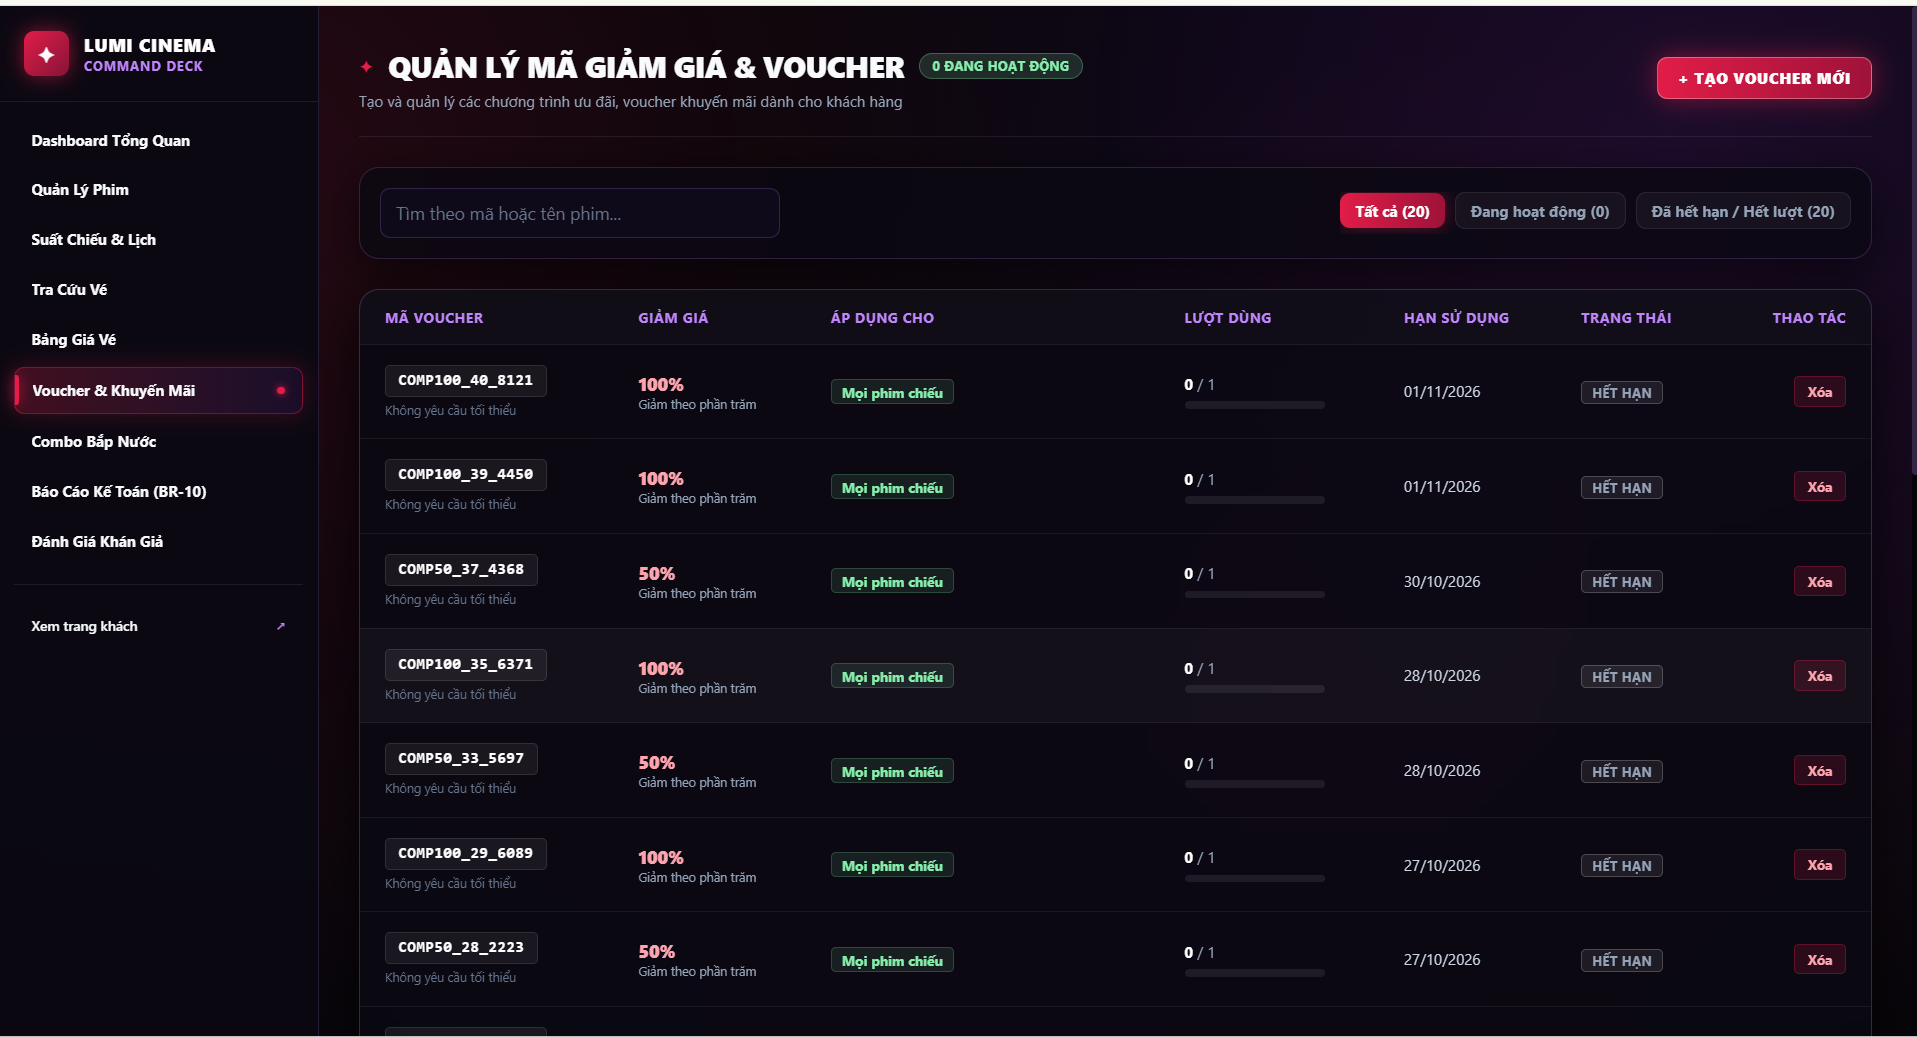 LUMI CINEMA
COMMAND DECK
Dashboard Tổng Quan
Quản Lý Phim
Suất Chiếu & Lịch
Tra Cứu Vé
Bảng Giá Vé
Voucher & Khuyến Mãi
Combo Bắp Nước
Báo Cáo Kế Toán (BR-10)
Đánh Giá Khán Giả
Xem trang khách ↗
QUẢN LÝ MÃ GIẢM GIÁ & VOUCHER 0 ĐANG HOẠT ĐỘNG
Tạo và quản lý các chương trình ưu đãi, voucher khuyến mãi dành cho khách hàng
+ TẠO VOUCHER MỚI
Tìm theo mã hoặc tên phim...
Tất cả (20) Đang hoạt động (0) Đã hết hạn / Hết lượt (20)
MÃ VOUCHER GIẢM GIÁ ÁP DỤNG CHO LƯỢT DÙNG HẠN SỬ DỤNG TRẠNG THÁI THAO TÁC
COMP100_40_8121 100% Mọi phim chiếu 0 / 1 01/11/2026 HẾT HẠN Xóa
Không yêu cầu tối thiểu Giảm theo phần trăm
COMP100_39_4450 100% Mọi phim chiếu 0 / 1 01/11/2026 HẾT HẠN Xóa
Không yêu cầu tối thiểu Giảm theo phần trăm
COMP50_37_4368 50% Mọi phim chiếu 0 / 1 30/10/2026 HẾT HẠN Xóa
Không yêu cầu tối thiểu Giảm theo phần trăm
COMP100_35_6371 100% Mọi phim chiếu 0 / 1 28/10/2026 HẾT HẠN Xóa
Không yêu cầu tối thiểu Giảm theo phần trăm
COMP50_33_5697 50% Mọi phim chiếu 0 / 1 28/10/2026 HẾT HẠN Xóa
Không yêu cầu tối thiểu Giảm theo phần trăm
COMP100_29_6089 100% Mọi phim chiếu 0 / 1 27/10/2026 HẾT HẠN Xóa
Không yêu cầu tối thiểu Giảm theo phần trăm
COMP50_28_2223 50% Mọi phim chiếu 0 / 1 27/10/2026 HẾT HẠN Xóa
Không yêu cầu tối thiểu Giảm theo phần trăm